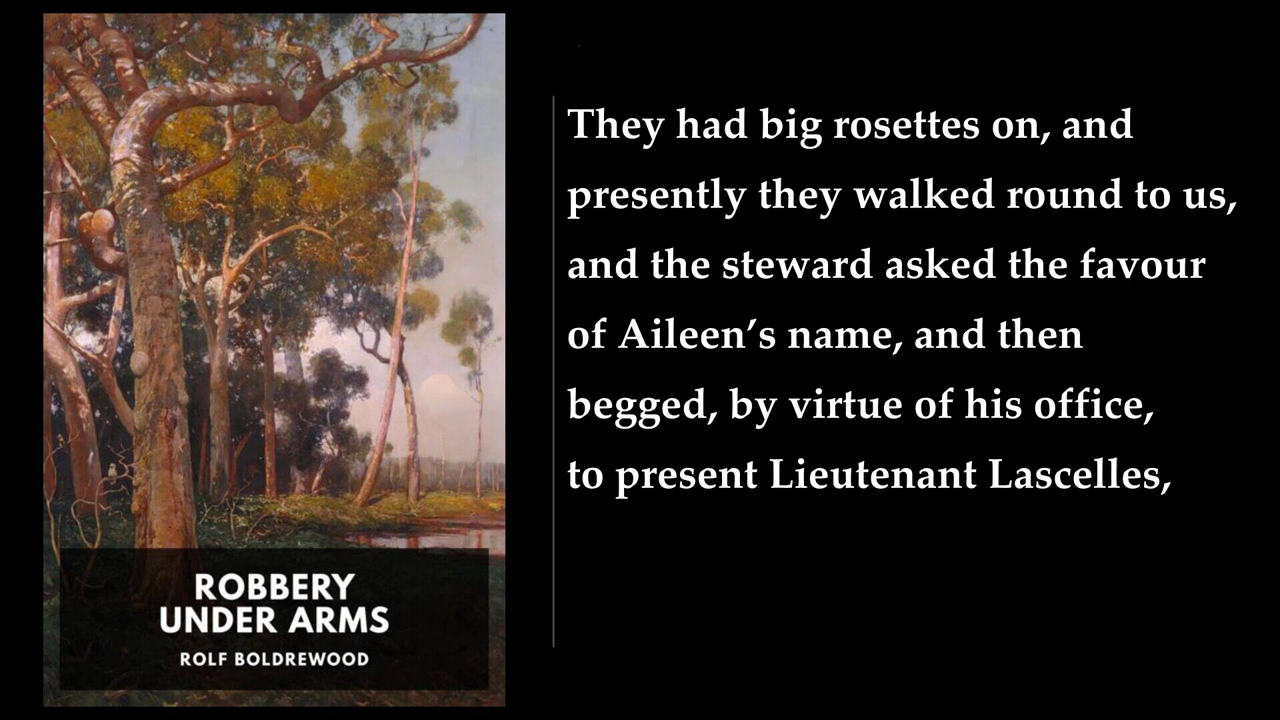 They had big rosettes on, and
presently they walked round to us,
and the steward asked the favour
of Aileen’s name, and then
begged, by virtue of his office,
to present Lieutenant Lascelles,
ROBBERY
UNDER ARMS
ROLF BOLDREWOOD